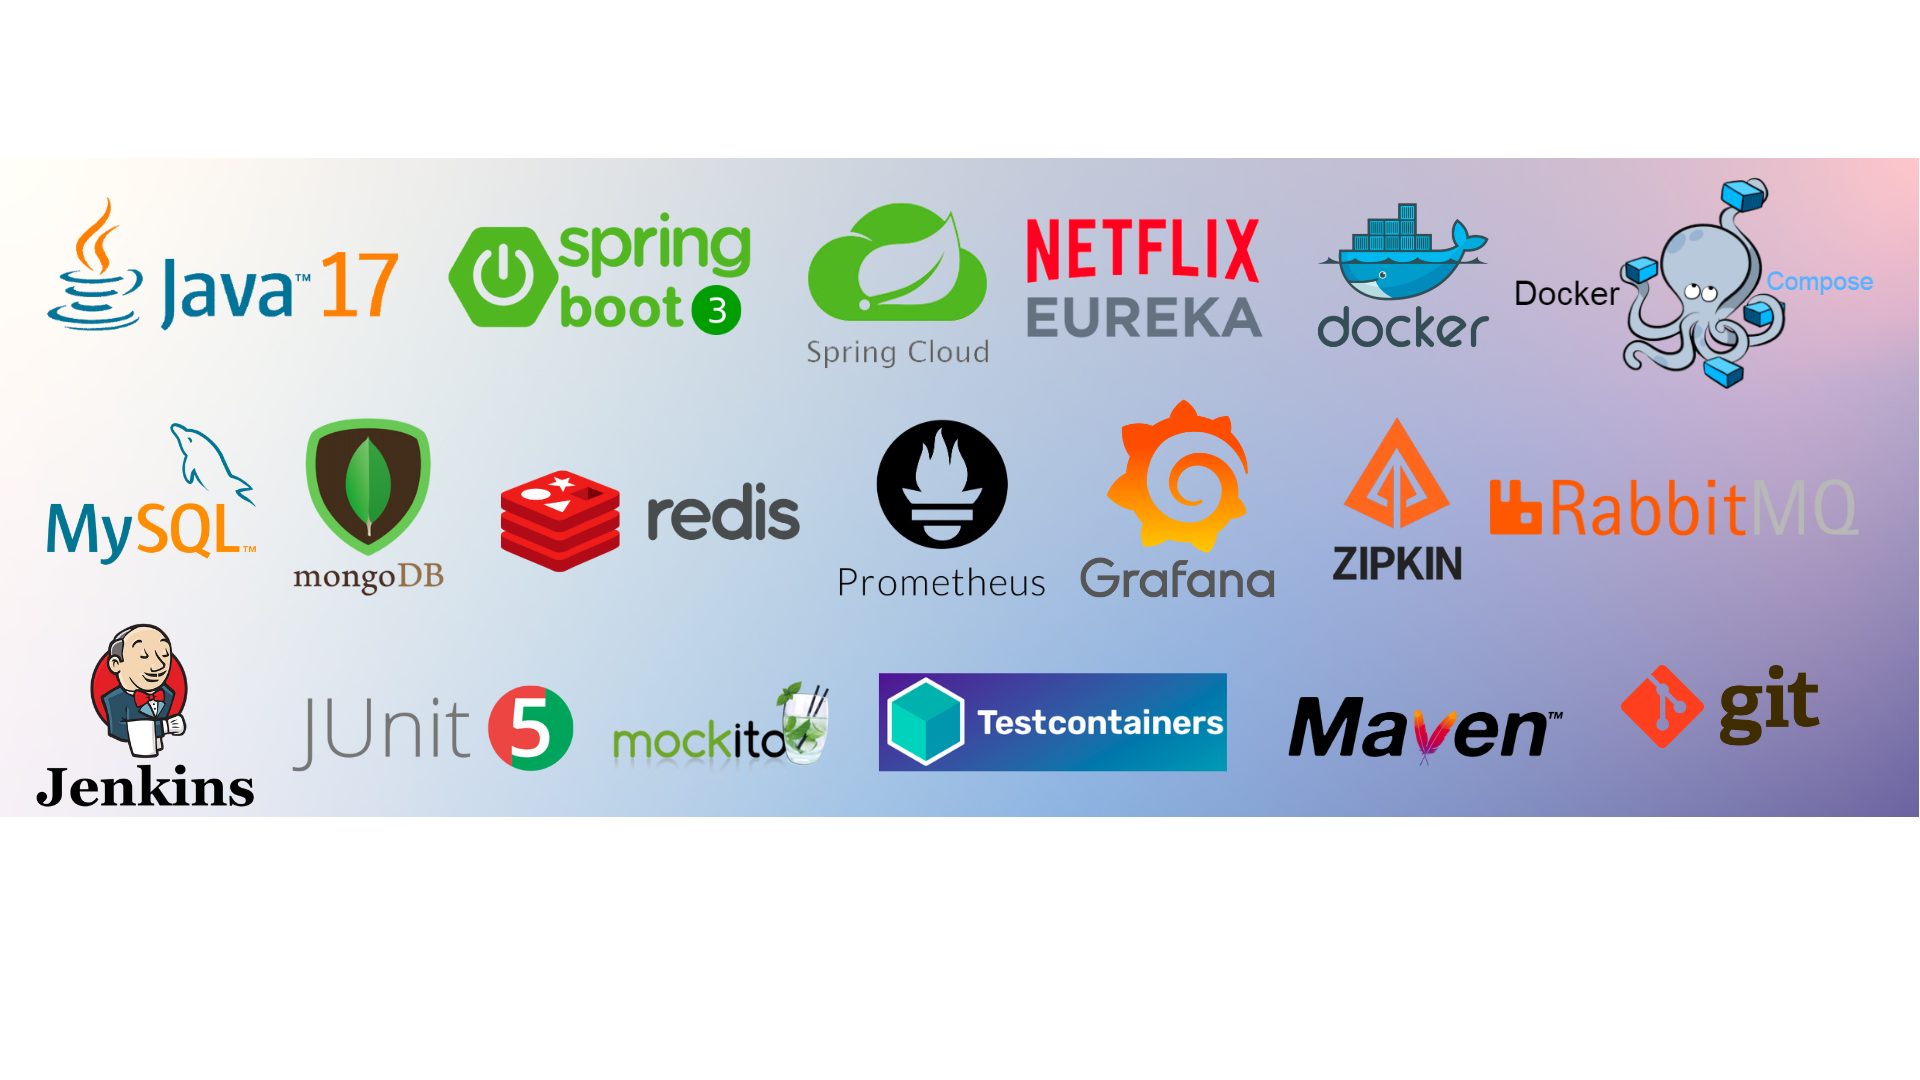 Java™ 17
spring
boot 3
Spring Cloud
NETFLIX
EUREKA
docker
Docker Compose
MySQL™
mongoDB
redis
Prometheus
Grafana
ZIPKIN
RabbitMQ
Jenkins
JUnit 5
mockito
Testcontainers
Maven™
git